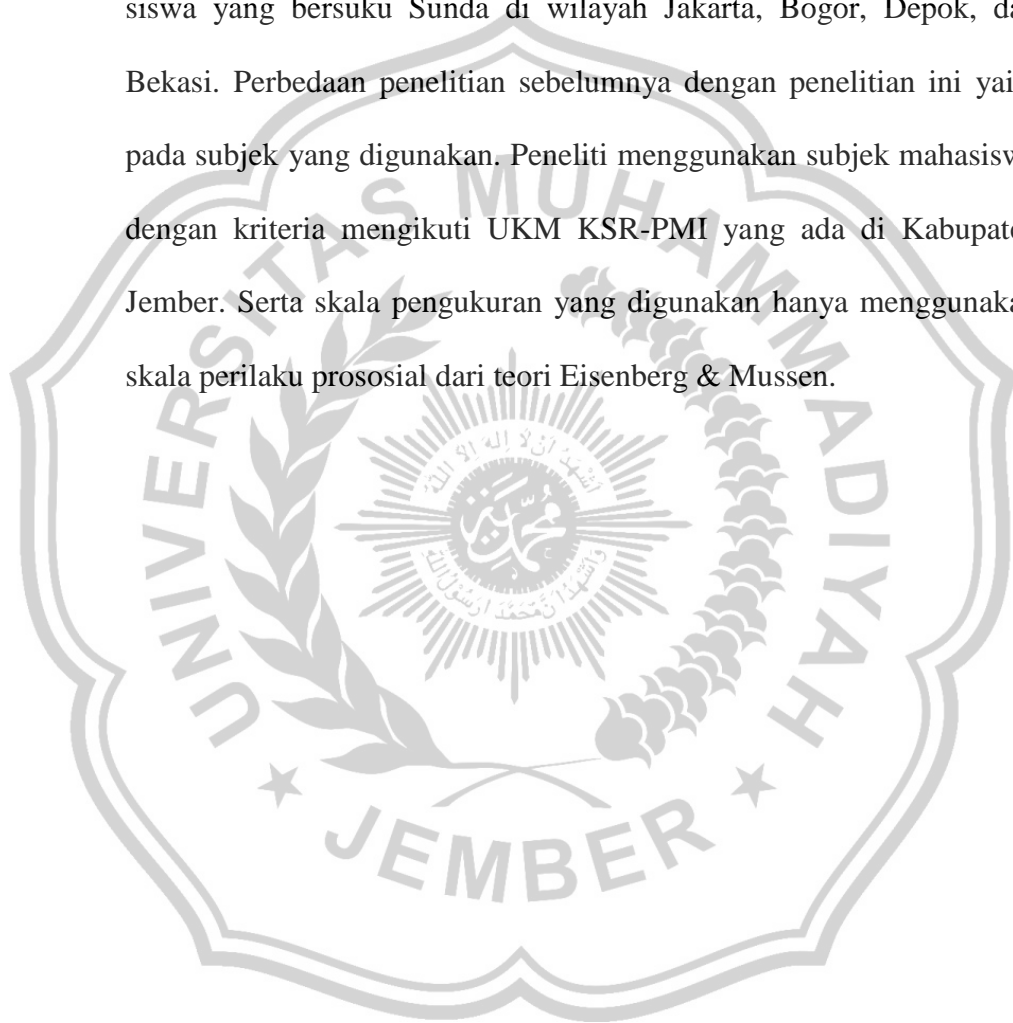 siswa yang bersuku Sunda di wilayah Jakarta, Bogor, Depok, da
Bekasi. Perbedaan penelitian sebelumnya dengan penelitian ini yai
pada subjek yang digunakan. Peneliti menggunakan subjek mahasisw
dengan kriteria mengikuti UKM KSR-PMI yang ada di Kabupate
Jember. Serta skala pengukuran yang digunakan hanya menggunaka
skala perilaku prososial dari teori Eisenberg & Mussen.
UNIVERSITAS MUHAMMADIYAH
JEMBER